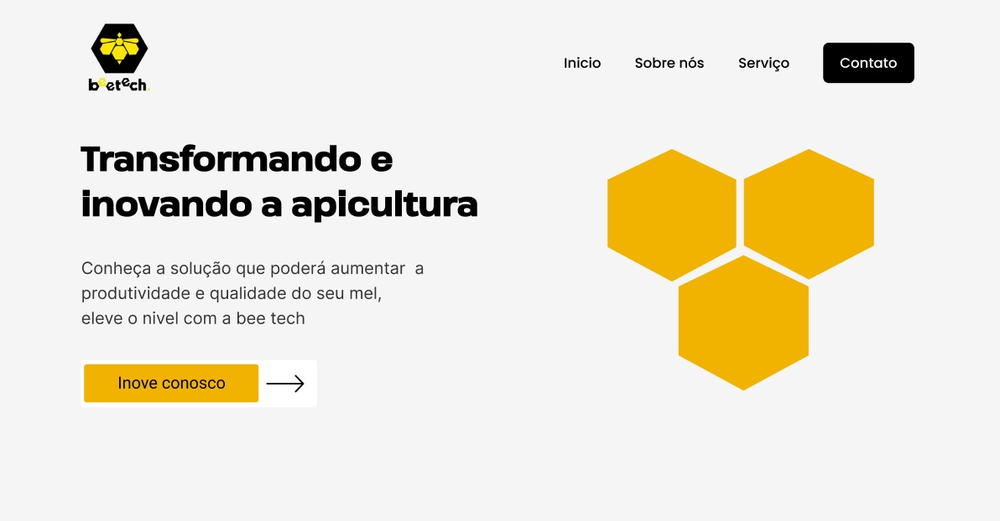 beetech.
Inicio
Sobre nós
Serviço
Contato
Transformando e
inovando a apicultura
Conheça a solução que poderá aumentar  a
produtividade e qualidade do seu mel,
eleve o nivel com a bee tech
Inove conosco